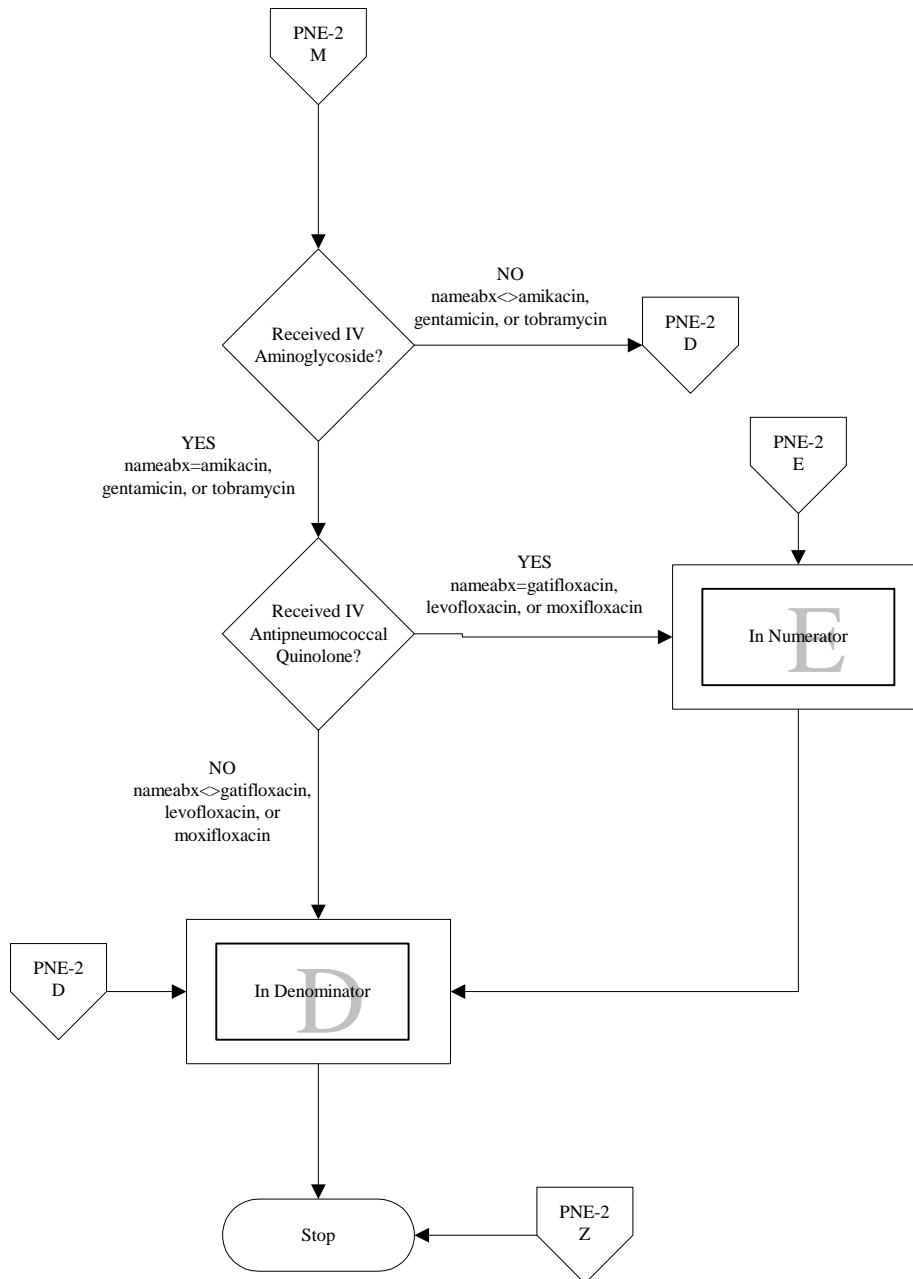 PNE-2
M
NO
nameabx<>amikacin,
gentamicin, or tobramycin
Received IV
Aminoglycoside?
PNE-2
D
YES
nameabx=amikacin,
gentamicin, or tobramycin
PNE-2
E
YES
nameabx=gatifloxacin,
levofloxacin, or moxifloxacin
Received IV
Antipneumococcal
Quinolone?
E
In Numerator
NO
nameabx<>gatifloxacin,
levofloxacin, or
moxifloxacin
PNE-2
D
D
In Denominator
Stop
PNE-2
Z